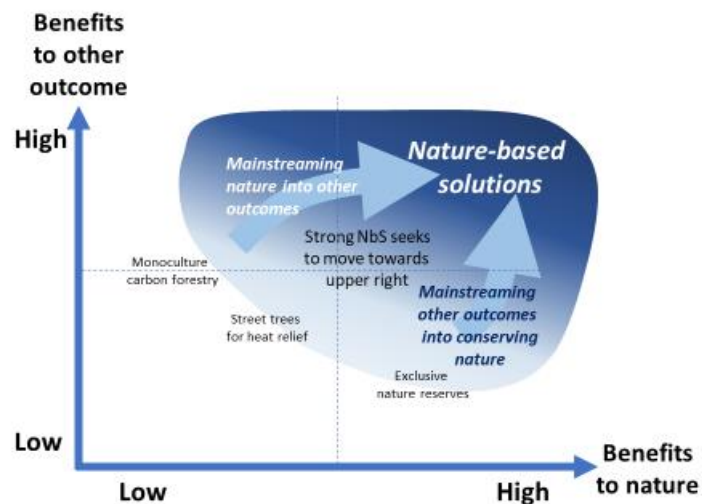 Benefits
to other
outcome
High
Mainstreaming
nature into other
outcomes
Nature-based
solutions
Strong NbS seeks
to move towards
upper right
Monoculture
carbon forestry
Street trees
for heat relief
Mainstreaming
other outcomes
into conserving
nature
Exclusive
nature reserves
Low
Low
High
Benefits
to nature